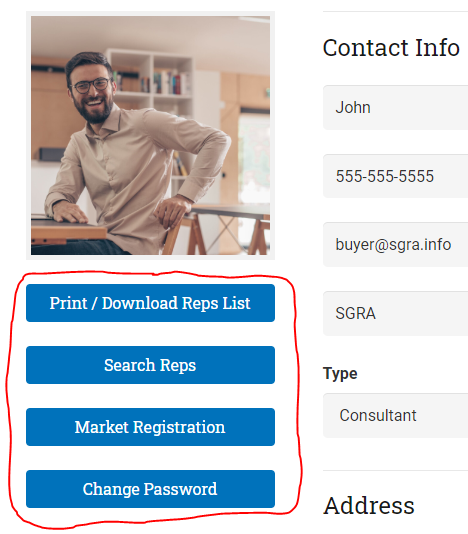 Contact Info
John
555-555-5555
buyer@sgra.info
SGRA
Type
Consultant
Address
Print / Download Reps List
Search Reps
Market Registration
Change Password